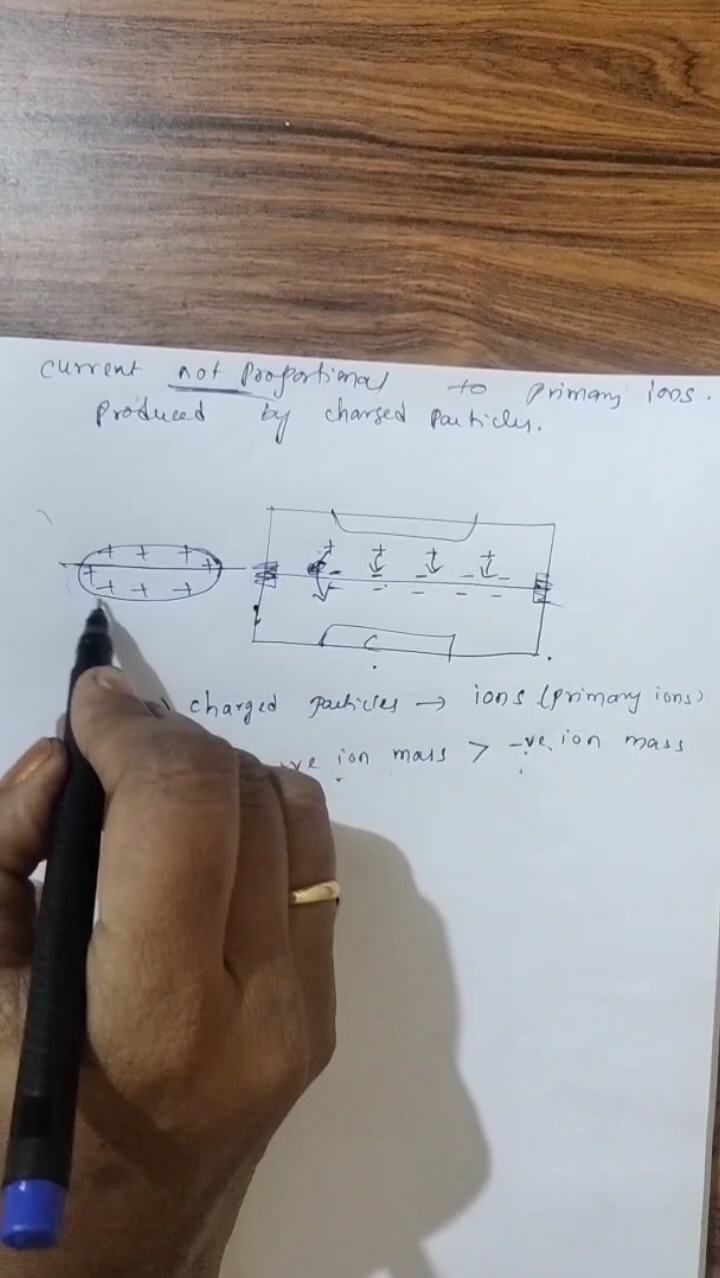 current not proportional to primary ions.
produced by charged particles.
+ + +
+ +
+ + +
+ + + +
- - - - -
- - - - -
C
charged particles → ions (primary ions)
+ve ion mass > -ve ion mass